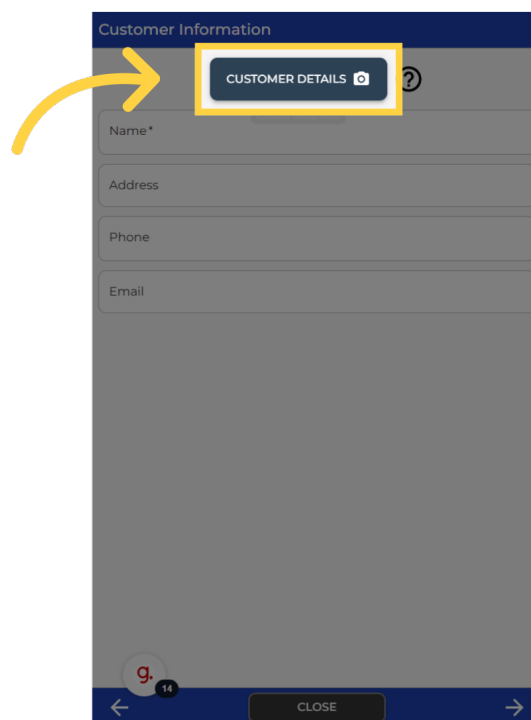 Customer Information
CUSTOMER DETAILS
?
Name*
Address
Phone
Email
g.
14
CLOSE